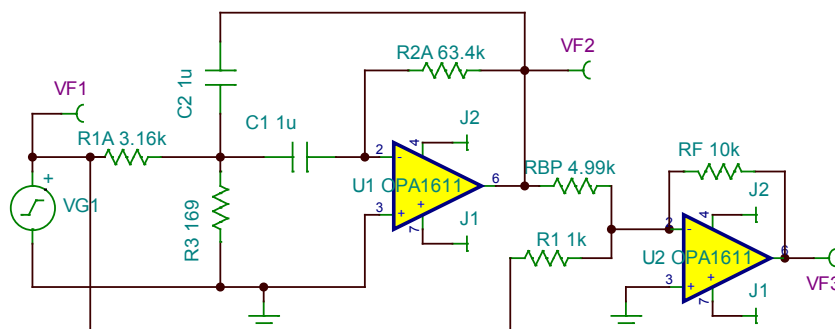 VF1
R1A 3.16k
C2 1u
C1 1u
R2A 63.4k
VF2
J2
2
4
-
U1 OPA1611
6
3
+
+
7
J1
+
VG1
R3 169
RBP 4.99k
RF 10k
R1 1k
J2
2
4
-
U2 OPA1611
6
3
+
+
7
J1
VF3